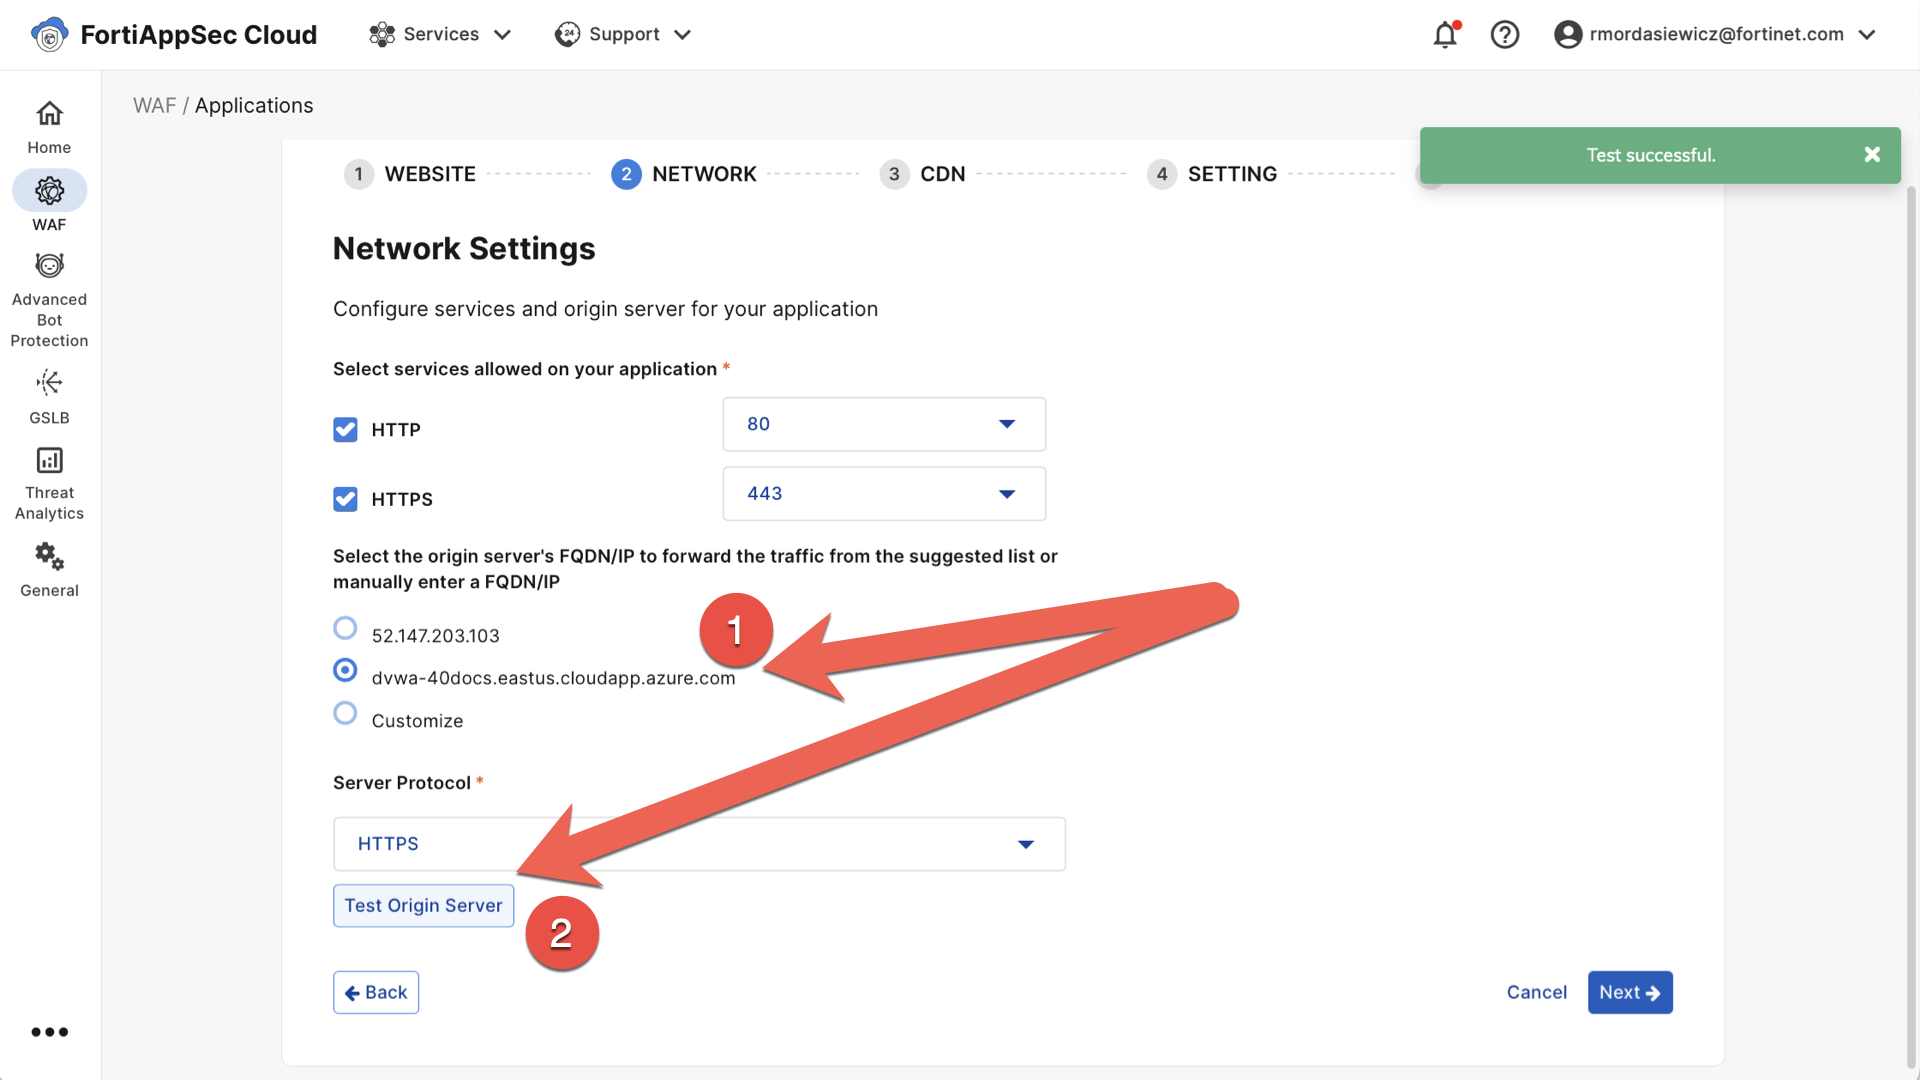 FortiAppSec Cloud
Services
24
Support
rmordasiewicz@fortinet.com
Home
WAF
Advanced
Bot
Protection
GSLB
Threat
Analytics
General
WAF / Applications
Test successful.
1 WEBSITE
2 NETWORK
3 CDN
4 SETTING
Network Settings
Configure services and origin server for your application
Select services allowed on your application *
HTTP
80
HTTPS
443
Select the origin server's FQDN/IP to forward the traffic from the suggested list or
manually enter a FQDN/IP
52.147.203.103
1
dvwa-40docs.eastus.cloudapp.azure.com
Customize
Server Protocol *
HTTPS
Test Origin Server
2
Back
Cancel
Next